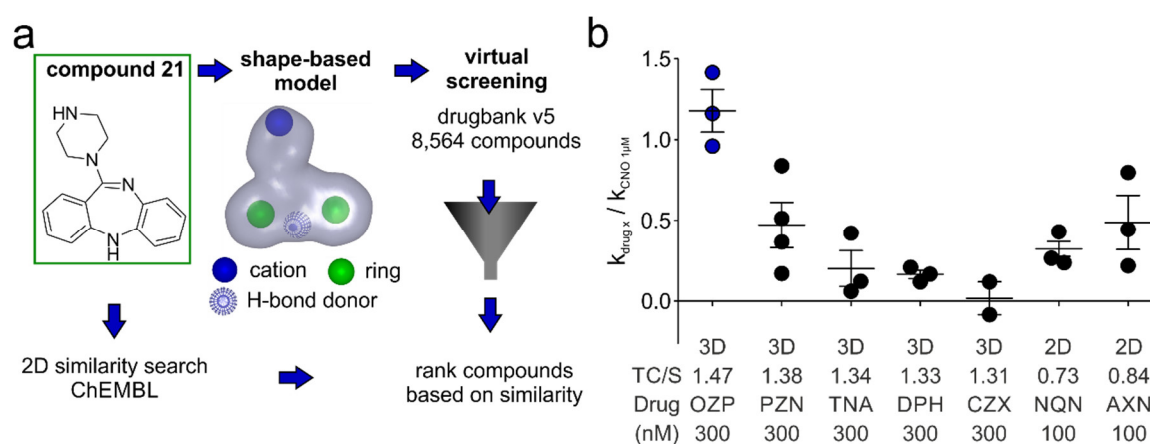 a
compound 21
HN
N
N
N
H
shape-based
model
virtual
screening
drugbank v5
8,564 compounds
cation
ring
H-bond donor
2D similarity search
ChEMBL
rank compounds
based on similarity
b
k drug x / k CNO 1µM
1.5
1.0
0.5
0.0
3D 3D 3D 3D 3D 2D 2D
TC/S 1.47 1.38 1.34 1.33 1.31 0.73 0.84
Drug OZP PZN TNA DPH CZX NQN AXN
(nM) 300 300 300 300 300 100 100